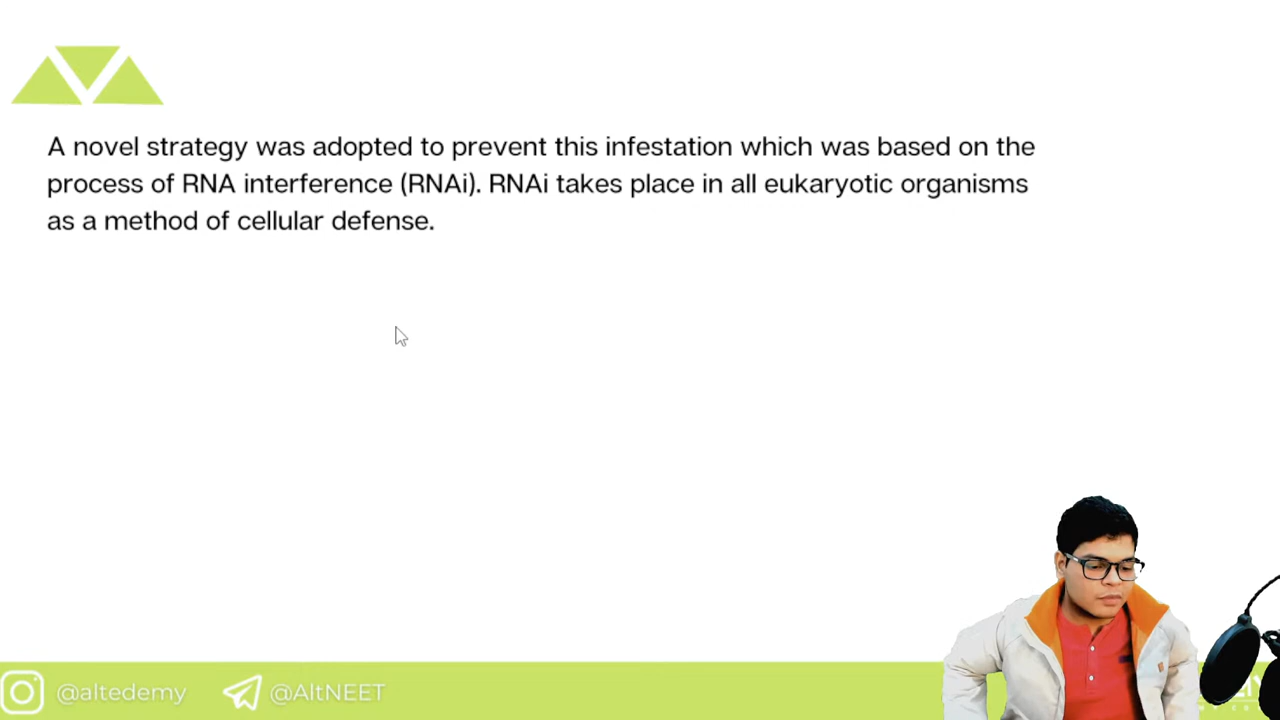 A novel strategy was adopted to prevent this infestation which was based on the
process of RNA interference (RNAi). RNAi takes place in all eukaryotic organisms
as a method of cellular defense.
@altedemy @AltNEET